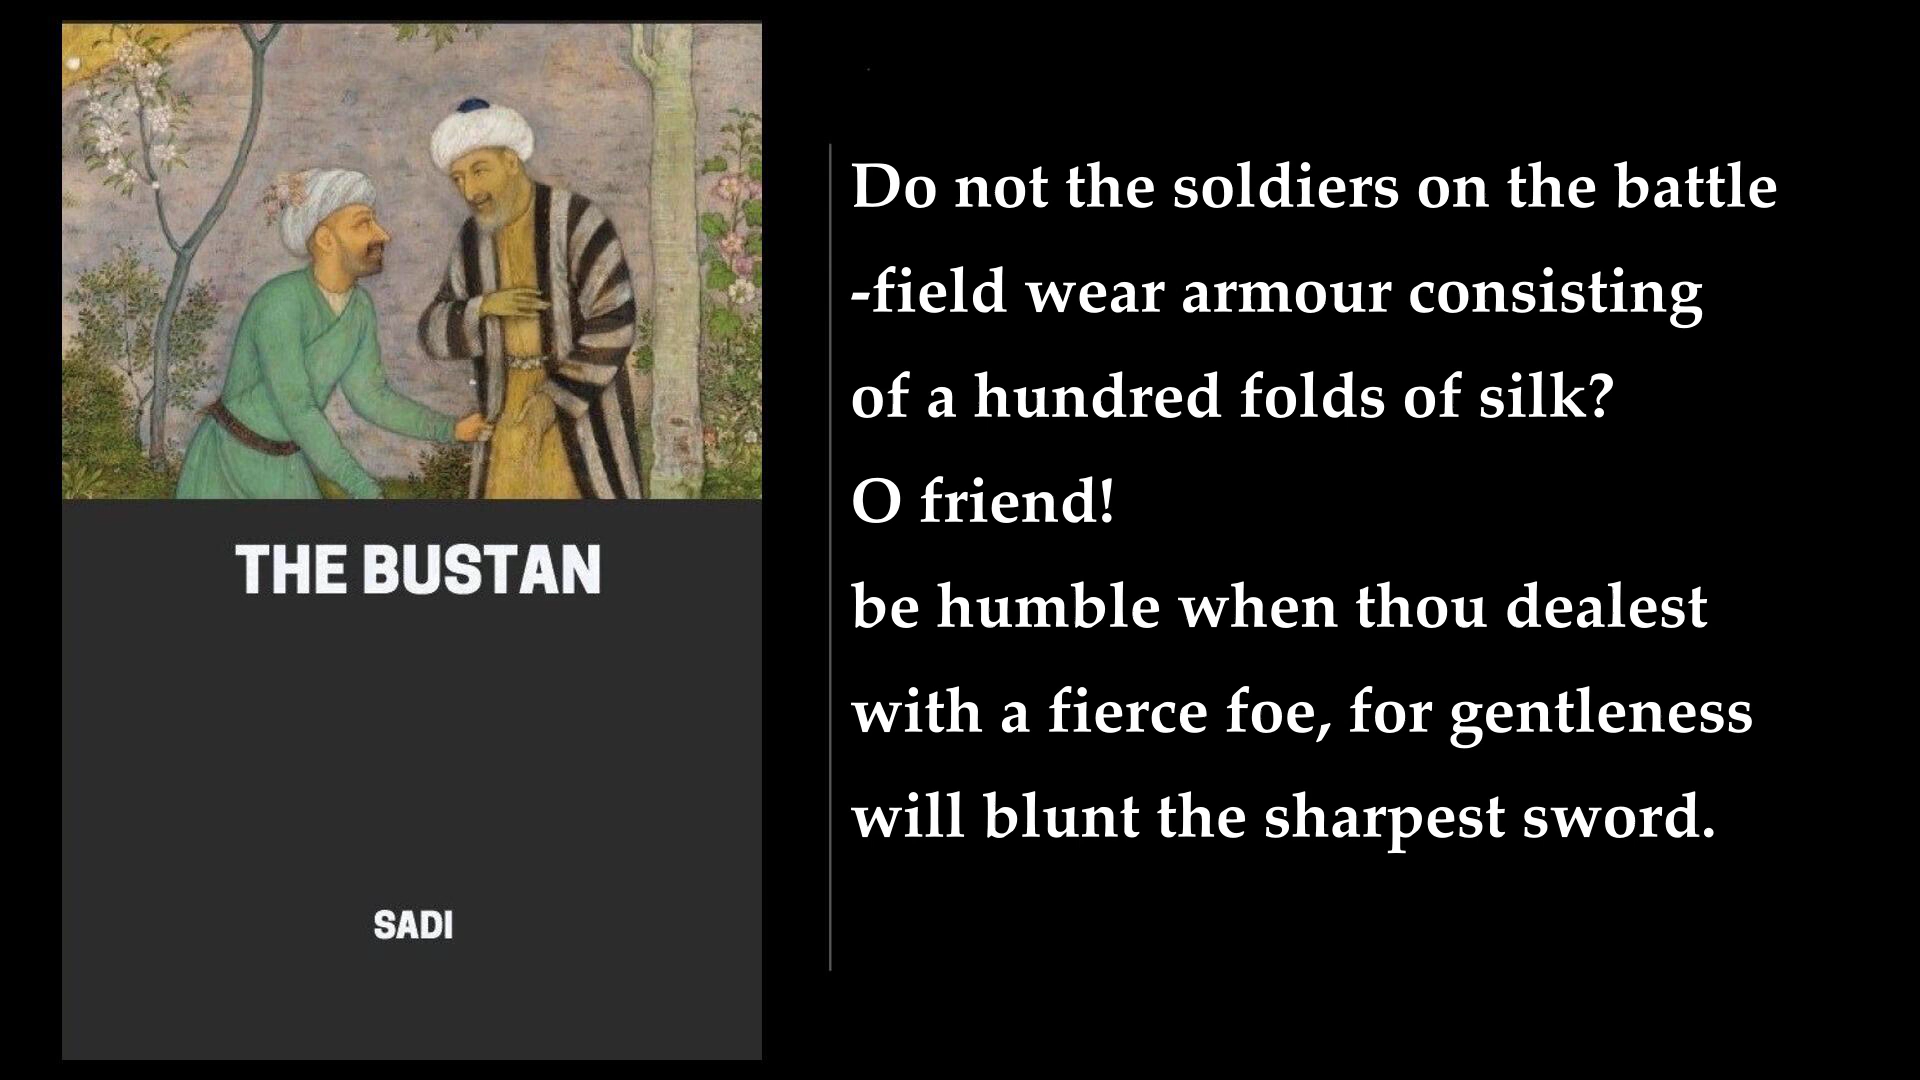 THE BUSTAN
SADI
Do not the soldiers on the battle
-field wear armour consisting
of a hundred folds of silk?
O friend!
be humble when thou dealest
with a fierce foe, for gentleness
will blunt the sharpest sword.